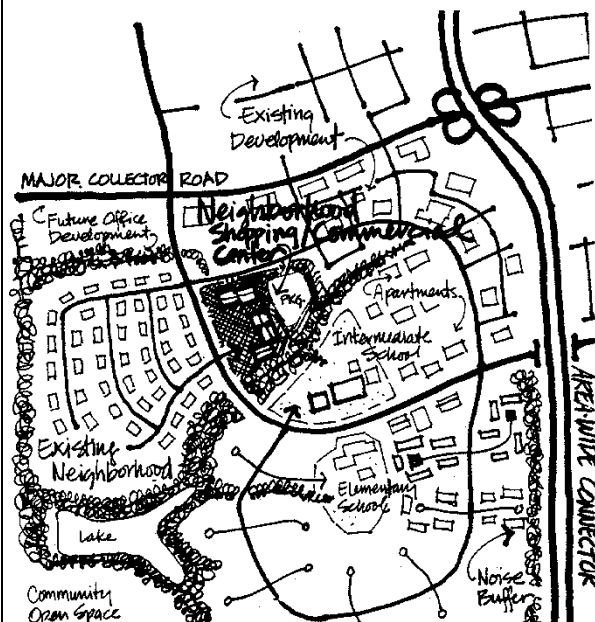 Existing
Development
MAJOR COLLECTOR ROAD
Future Office
Development
Neighborhood
Shopping/Commercial
Center
PKG.
Apartments
Intermediate
School
Existing
Neighborhood
Elementary
School
Lake
AREA-WIDE CONNECTOR
Noise
Buffer
Community
Open Space